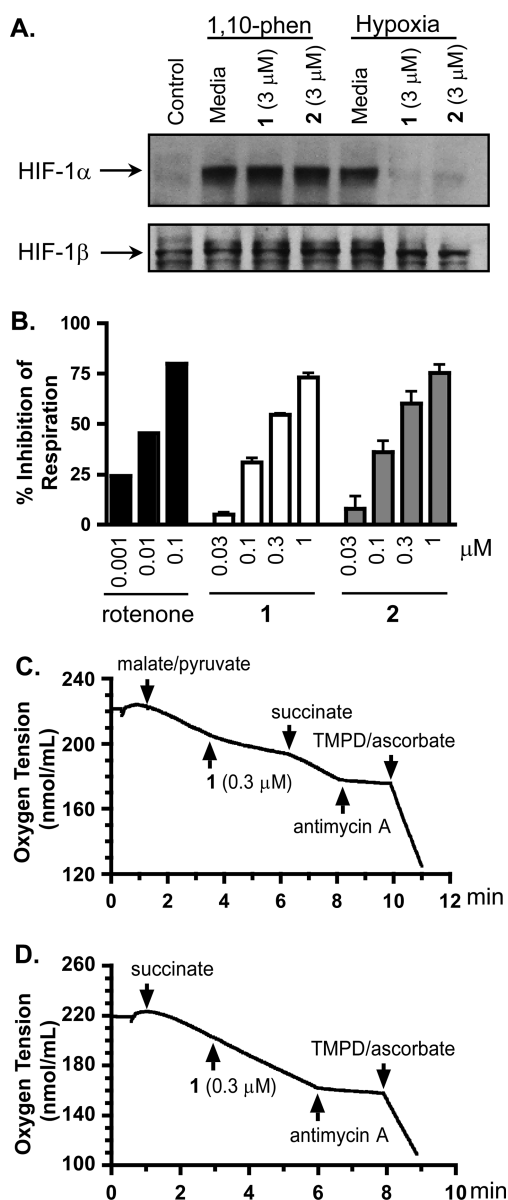 A.
1,10-phen Hypoxia
Control Media 1 (3 μM) 2 (3 μM) Media 1 (3 μM) 2 (3 μM)
HIF-1α
HIF-1β
B.
% Inhibition of
Respiration
100
75
50
25
0
0.001 0.01 0.1 0.03 0.1 0.3 1 0.03 0.1 0.3 1 μM
rotenone 1 2
C.
Oxygen Tension
(nmol/mL)
240
200
160
120
malate/pyruvate
succinate
TMPD/ascorbate
1 (0.3 μM)
antimycin A
0 2 4 6 8 10 12 min
D.
Oxygen Tension
(nmol/mL)
260
220
180
140
100
succinate
TMPD/ascorbate
1 (0.3 μM)
antimycin A
0 2 4 6 8 10 min